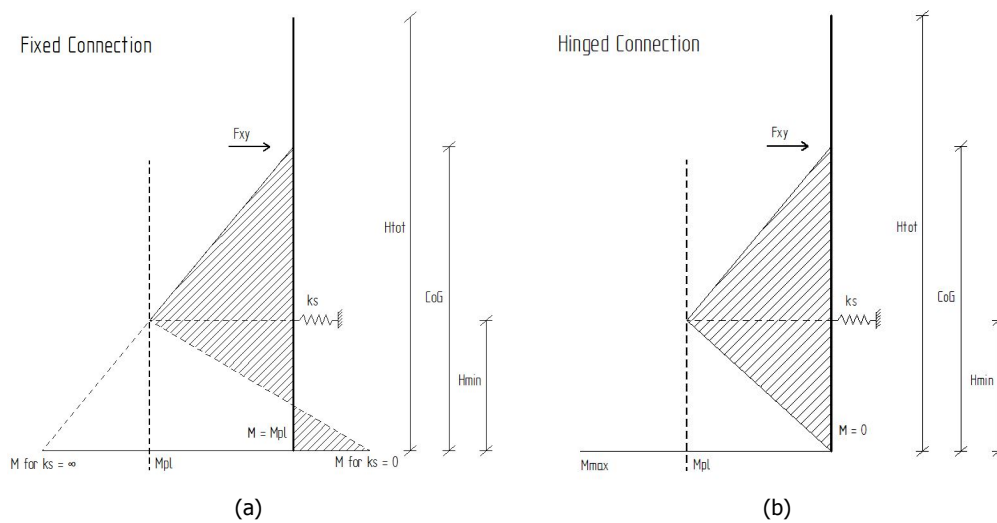 Fixed Connection
Fxy
Htot
CoG
ks
Hmin
M = Mpl
M for ks = ∞
Mpl
M for ks = 0
(a)
Hinged Connection
Fxy
Htot
CoG
ks
Hmin
M = 0
Mmax
Mpl
(b)